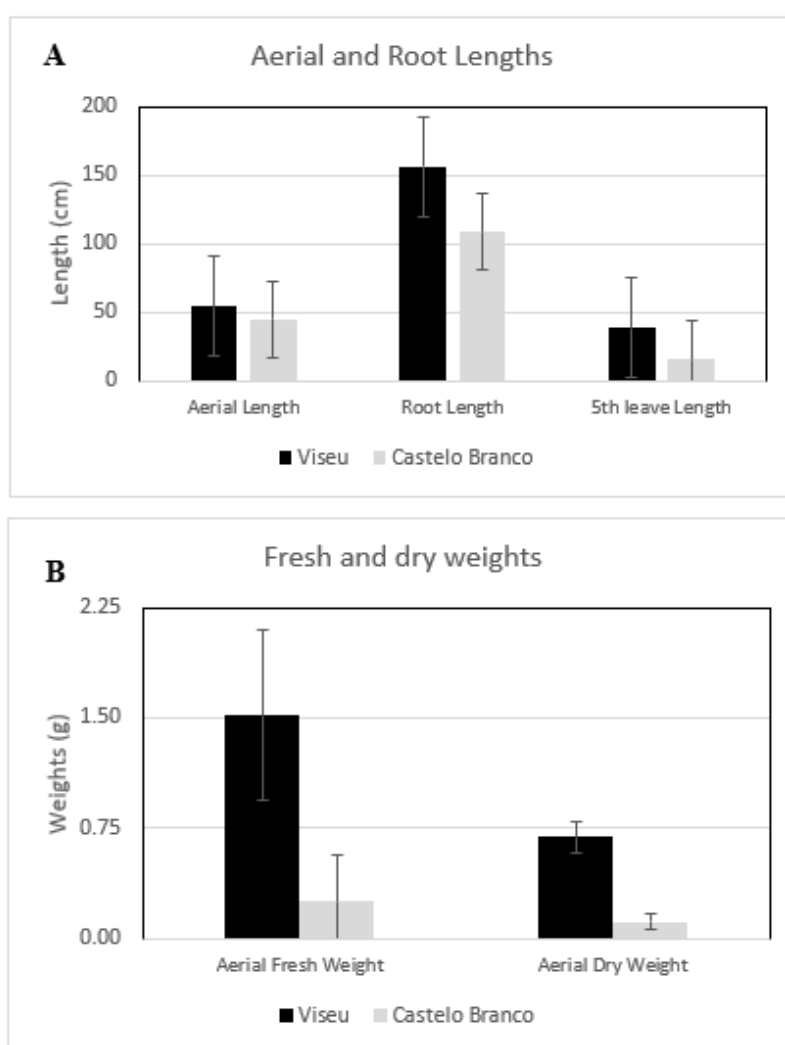 A
Aerial and Root Lengths
Length (cm)
200
150
100
50
0
Aerial Length Root Length 5th leave Length
Viseu Castelo Branco
B
Fresh and dry weights
Weights (g)
2.25
1.50
0.75
0.00
Aerial Fresh Weight Aerial Dry Weight
Viseu Castelo Branco